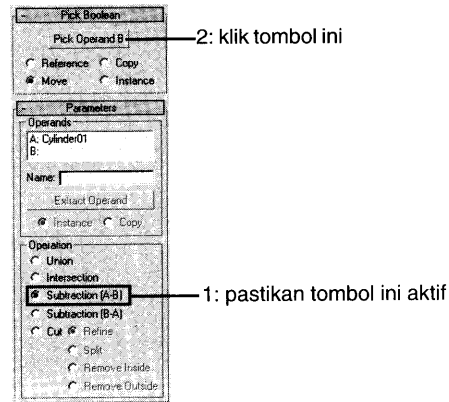 - Pick Boolean
Pick Operand B
2: klik tombol ini
Reference Copy
Move Instance
- Parameters
Operands
A: Cylinder01
B:
Name:
Extract Operand
Instance Copy
Operation
Union
Intersection
Subtraction (A-B)
1: pastikan tombol ini aktif
Subtraction (B-A)
Cut Refine
Split
Remove Inside
Remove Outside